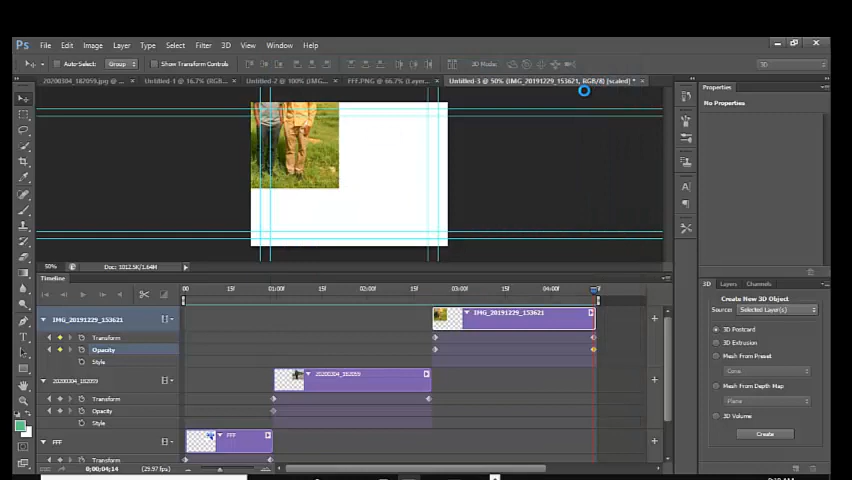 Ps File Edit Image Layer Type Select Filter 3D View Window Help
Auto-Select: Group Show Transform Controls 3D Mode: 3D
20200304_182059.jpg @ ... Untitled-1 @ 16.7% (RGB... Untitled-2 @ 100% (IMG... FFF.PNG @ 66.7% (Layer... Untitled-3 @ 50% (IMG_20191229_153621, RGB/8) [scaled] *
Properties
No Properties
50% Doc: 1012.5K/1.64M
Timeline
00 15f 01:00f 15f 02:00f 15f 03:00f 15f 04:00f
IMG_20191229_153621 IMG_20191229_153621
Transform
Opacity
Style
20200304_182059 20200304_182059
Transform
Opacity
Style
FFF FFF
0;00;04;14 (29.97 fps)
3D Layers Channels
Create New 3D Object
Source: Selected Layer(s)
3D Postcard
3D Extrusion
Mesh From Preset
Cone
Mesh From Depth Map
Plane
3D Volume
Create